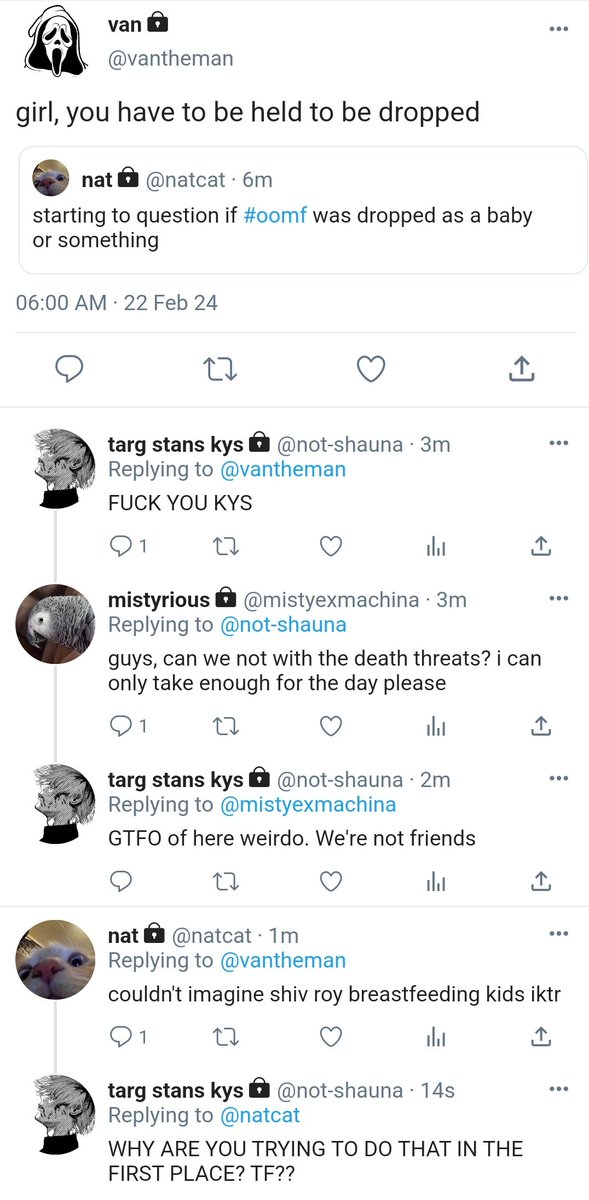 van
@vantheman
girl, you have to be held to be dropped
nat @natcat · 6m
starting to question if #oomf was dropped as a baby
or something
06:00 AM · 22 Feb 24
targ stans kys @not-shauna · 3m
Replying to @vantheman
FUCK YOU KYS
1
mistyrious @mistyexmachina · 3m
Replying to @not-shauna
guys, can we not with the death threats? i can
only take enough for the day please
1
targ stans kys @not-shauna · 2m
Replying to @mistyexmachina
GTFO of here weirdo. We're not friends
nat @natcat · 1m
Replying to @vantheman
couldn't imagine shiv roy breastfeeding kids iktr
1
targ stans kys @not-shauna · 14s
Replying to @natcat
WHY ARE YOU TRYING TO DO THAT IN THE
FIRST PLACE? TF??